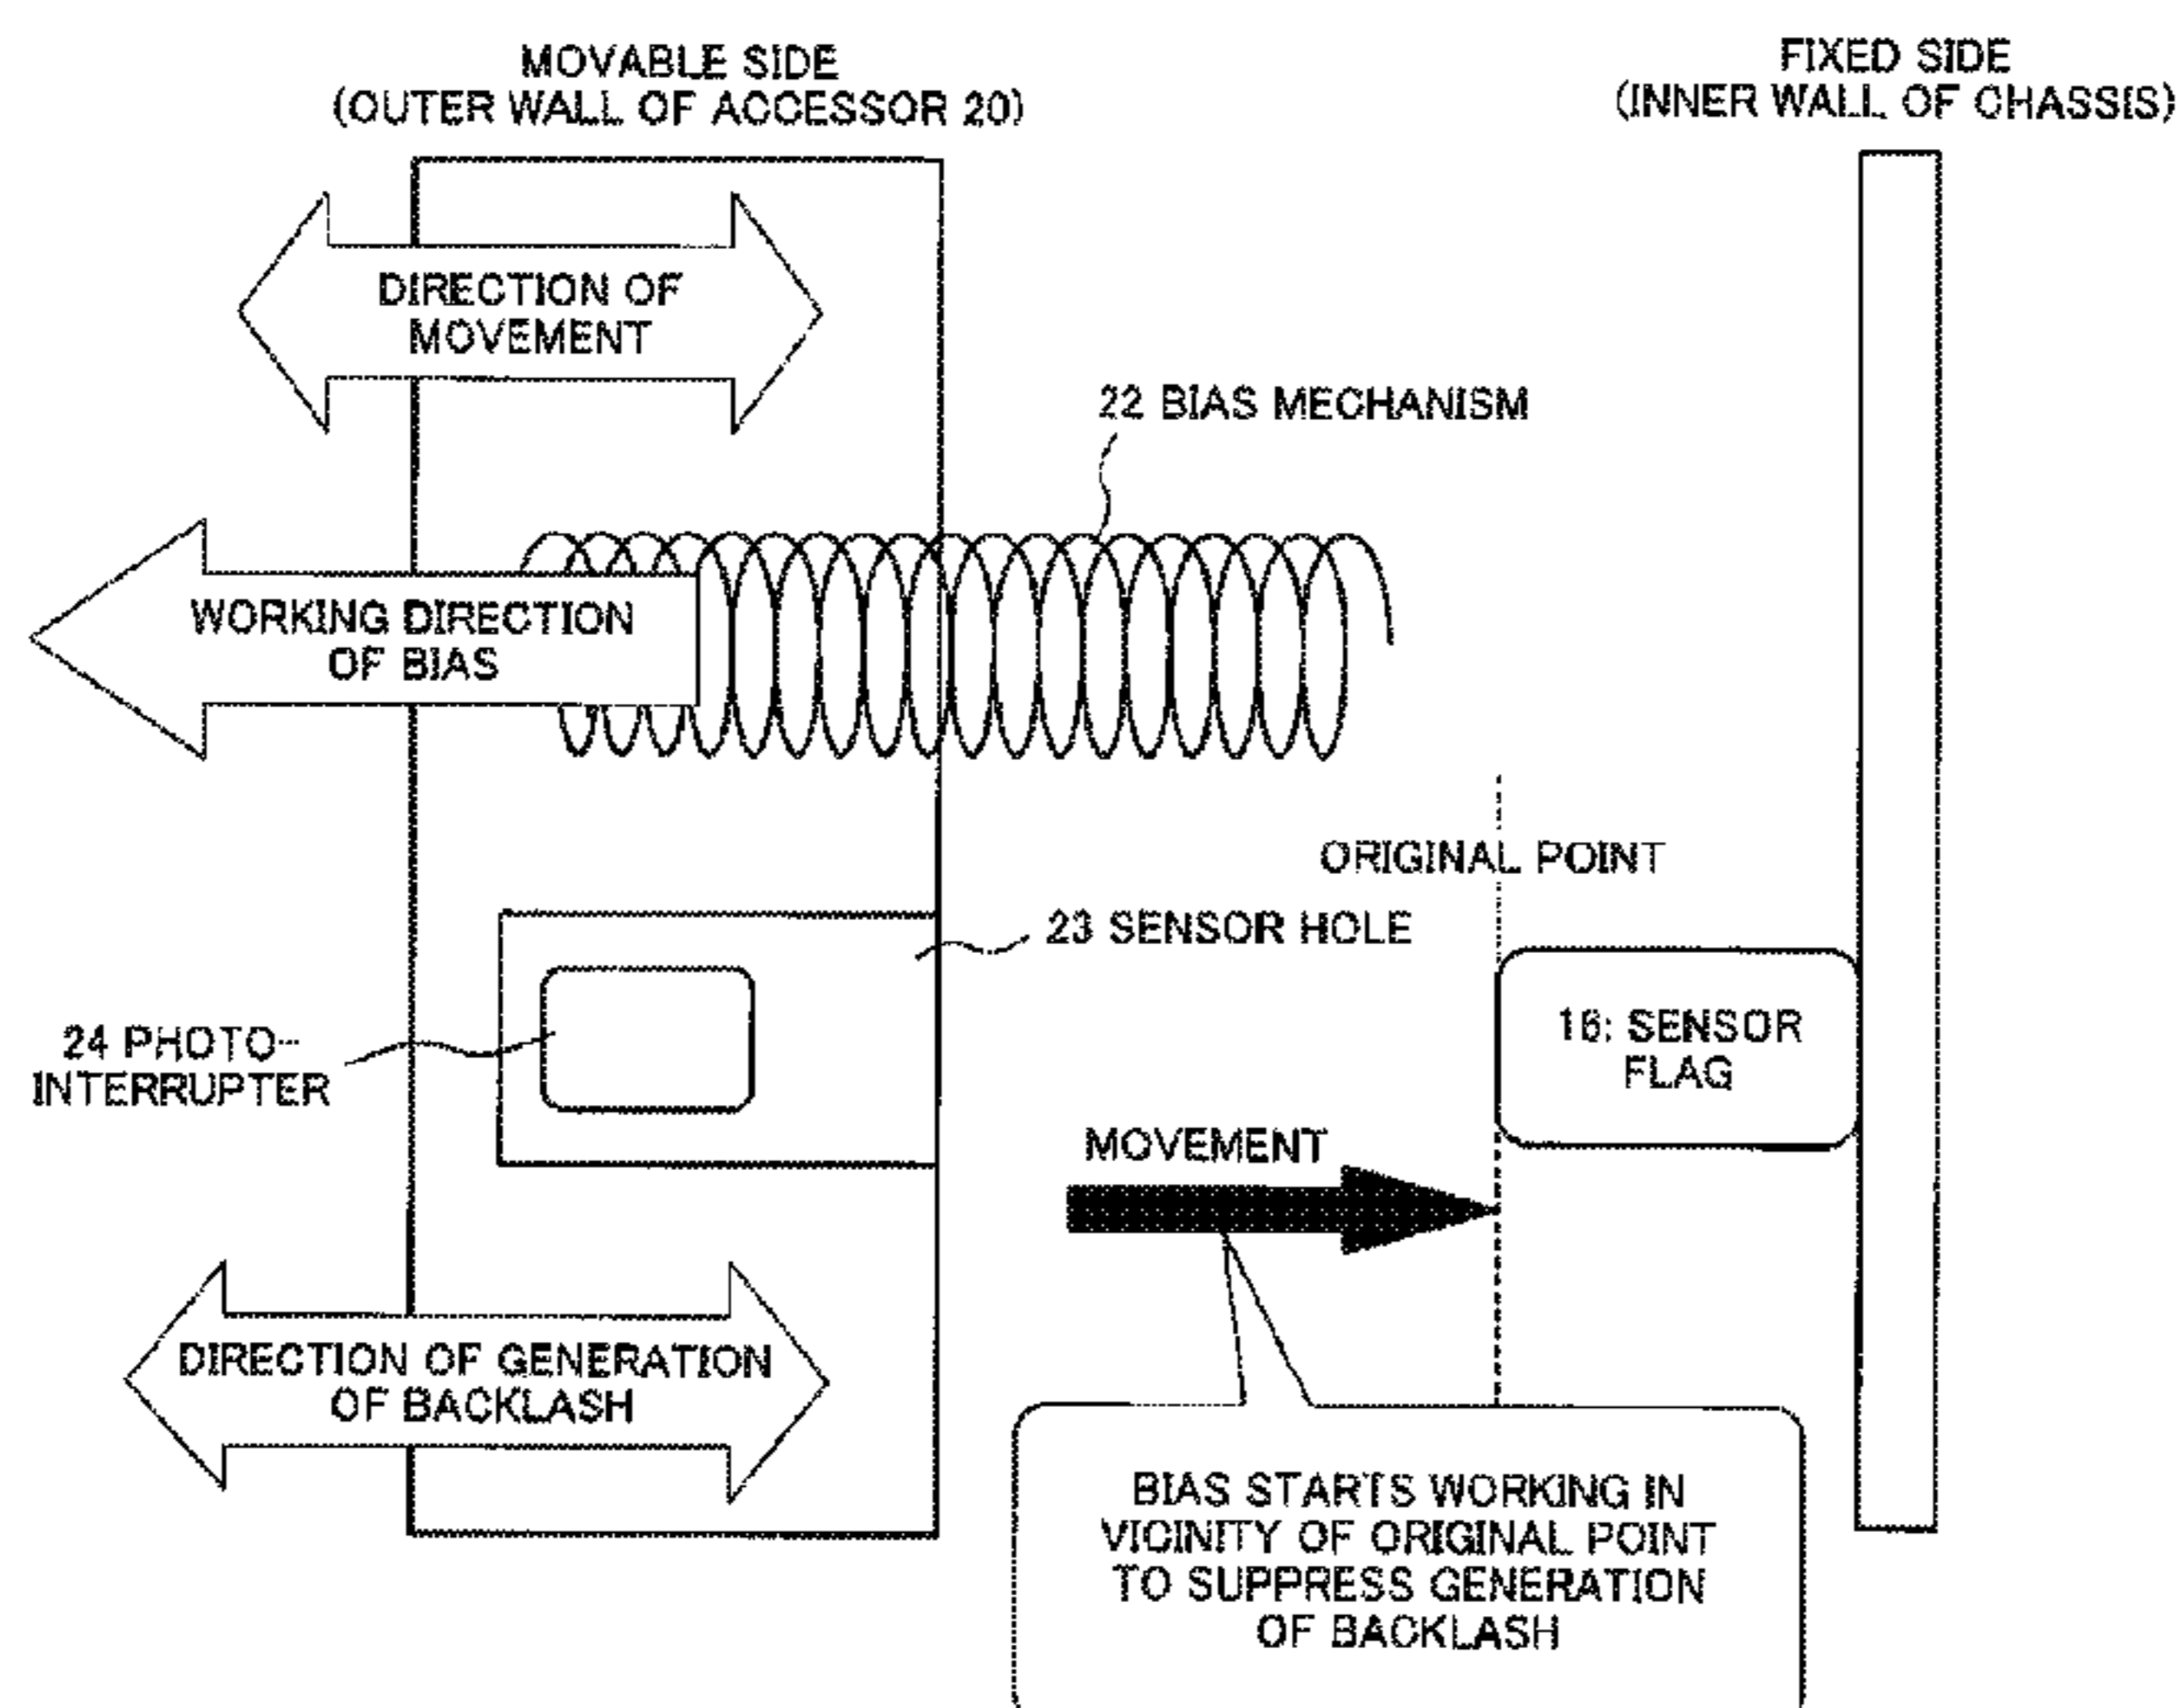 MOVABLE SIDE
(OUTER WALL OF ACCESSOR 20)
FIXED SIDE
(INNER WALL OF CHASSIS)
DIRECTION OF
MOVEMENT
22 BIAS MECHANISM
WORKING DIRECTION
OF BIAS
ORIGINAL POINT
23 SENSOR HOLE
24 PHOTO-
INTERRUPTER
16: SENSOR
FLAG
MOVEMENT
DIRECTION OF GENERATION
OF BACKLASH
BIAS STARTS WORKING IN
VICINITY OF ORIGINAL POINT
TO SUPPRESS GENERATION
OF BACKLASH